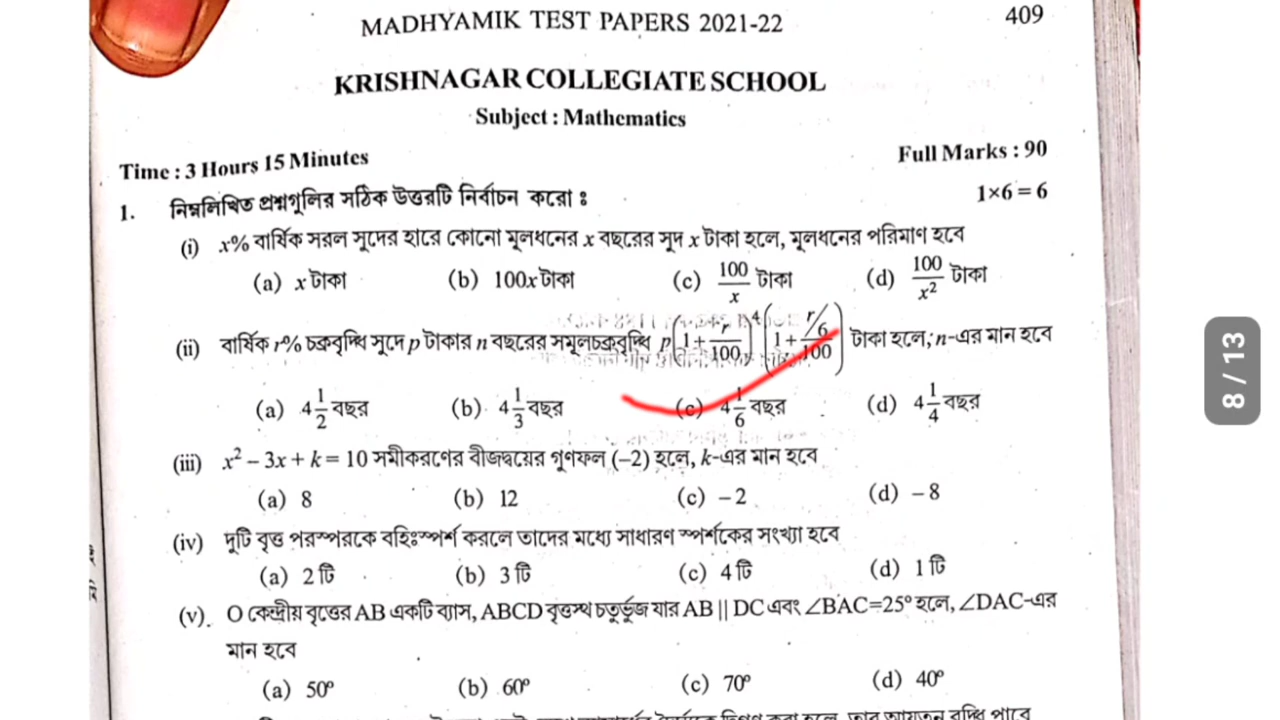 MADHYAMIK TEST PAPERS 2021-22 409
KRISHNAGAR COLLEGIATE SCHOOL
Subject : Mathematics
Time : 3 Hours 15 Minutes Full Marks : 90
1. নিম্নলিখিত প্রশ্নগুলির সঠিক উত্তরটি নির্বাচন করো : 1×6 = 6
(i) x% বার্ষিক সরল সুদের হারে কোনো মূলধনের x বছরের সুদ x টাকা হলে, মূলধনের পরিমাণ হবে
(a) x টাকা (b) 100x টাকা (c) 100/x টাকা (d) 100/x² টাকা
(ii) বার্ষিক r% চক্রবৃদ্ধি সুদে p টাকার n বছরের সমূলচক্রবৃদ্ধি p(1 + r/100)⁴(1 + (r/6)/100) টাকা হলে; n-এর মান হবে
(a) 4 1/2 বছর (b) 4 1/3 বছর (c) 4 1/6 বছর (d) 4 1/4 বছর
(iii) x² – 3x + k = 10 সমীকরণের বীজদ্বয়ের গুণফল (–2) হলে, k-এর মান হবে
(a) 8 (b) 12 (c) – 2 (d) – 8
(iv) দুটি বৃত্ত পরস্পরকে বহিঃস্পর্শ করলে তাদের মধ্যে সাধারণ স্পর্শকের সংখ্যা হবে
(a) 2 টি (b) 3 টি (c) 4 টি (d) 1 টি
(v). O কেন্দ্রীয় বৃত্তের AB একটি ব্যাস, ABCD বৃত্তস্থ চতুর্ভুজ যার AB || DC এবং ∠BAC=25° হলে, ∠DAC-এর
মান হবে
(a) 50° (b) 60° (c) 70° (d) 40°
8 / 13